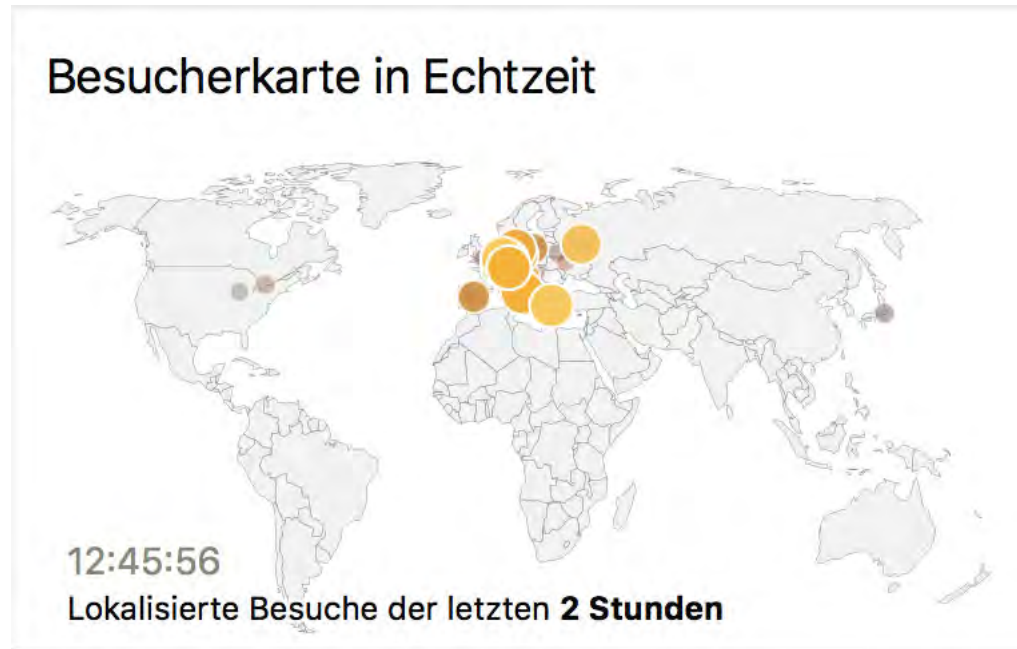 Besucherkarte in Echtzeit
12:45:56
Lokalisierte Besuche der letzten 2 Stunden